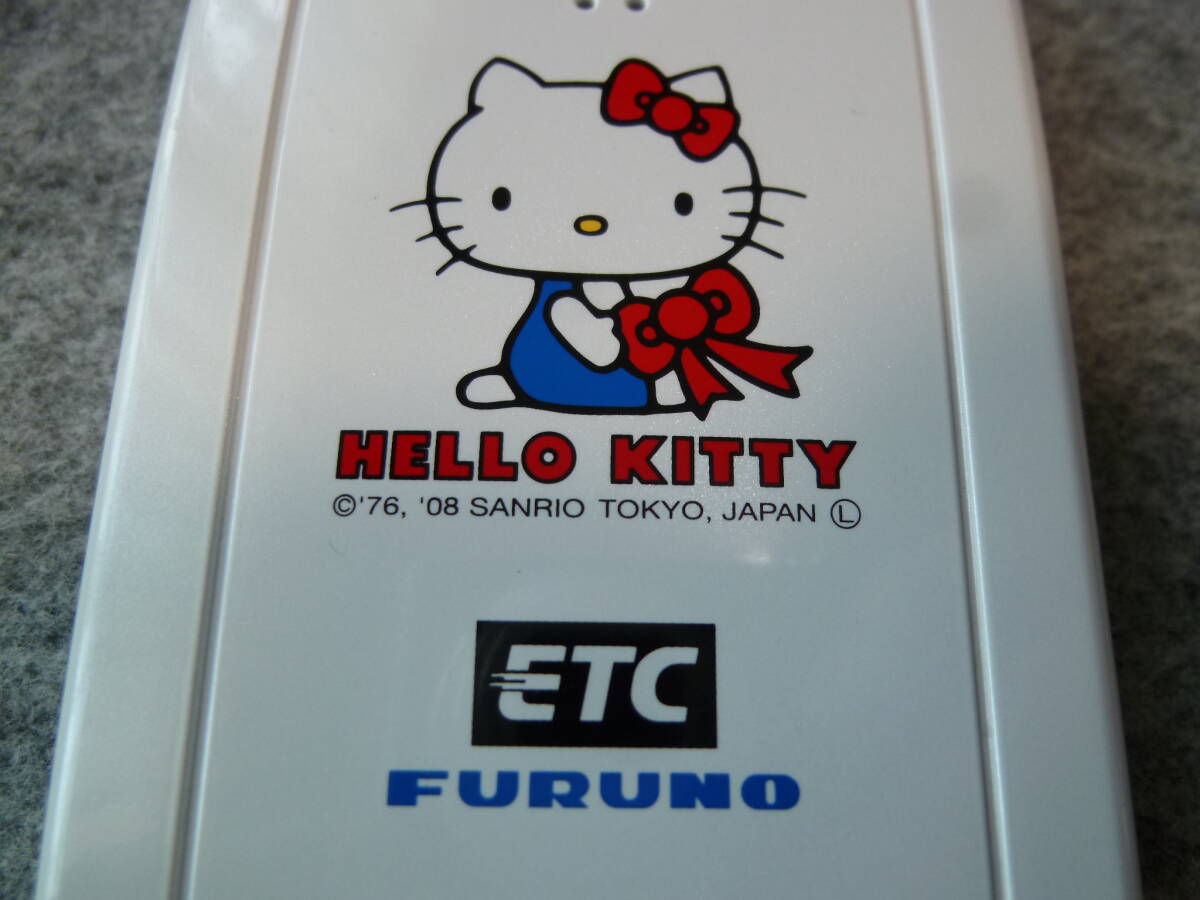 HELLO KITTY
©'76, '08 SANRIO TOKYO, JAPAN Ⓛ
ETC
FURUNO